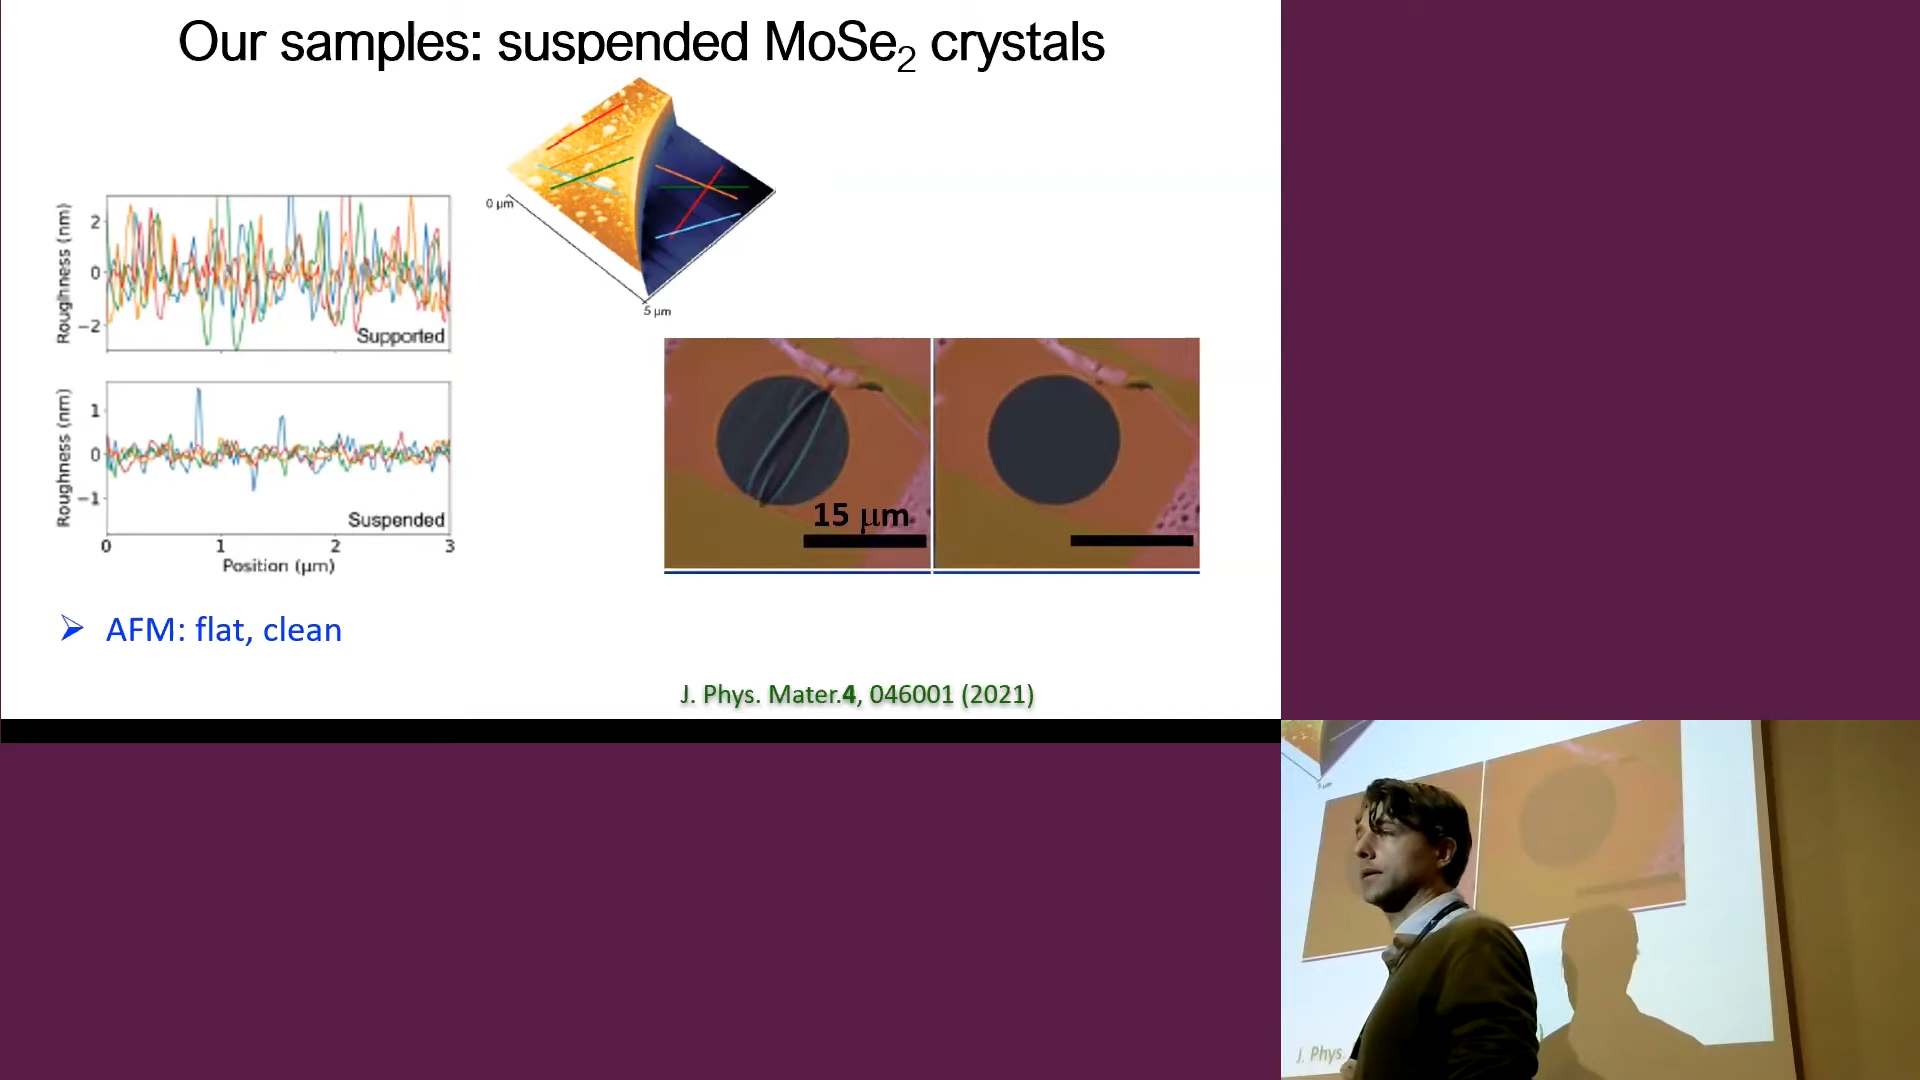 Our samples: suspended MoSe₂ crystals
0 μm
5 μm
Roughness (nm)
2
0
−2
Supported
Roughness (nm)
1
0
−1
Suspended
0 1 2 3
Position (μm)
15 μm
AFM: flat, clean
J. Phys. Mater.4, 046001 (2021)
J. Phys.